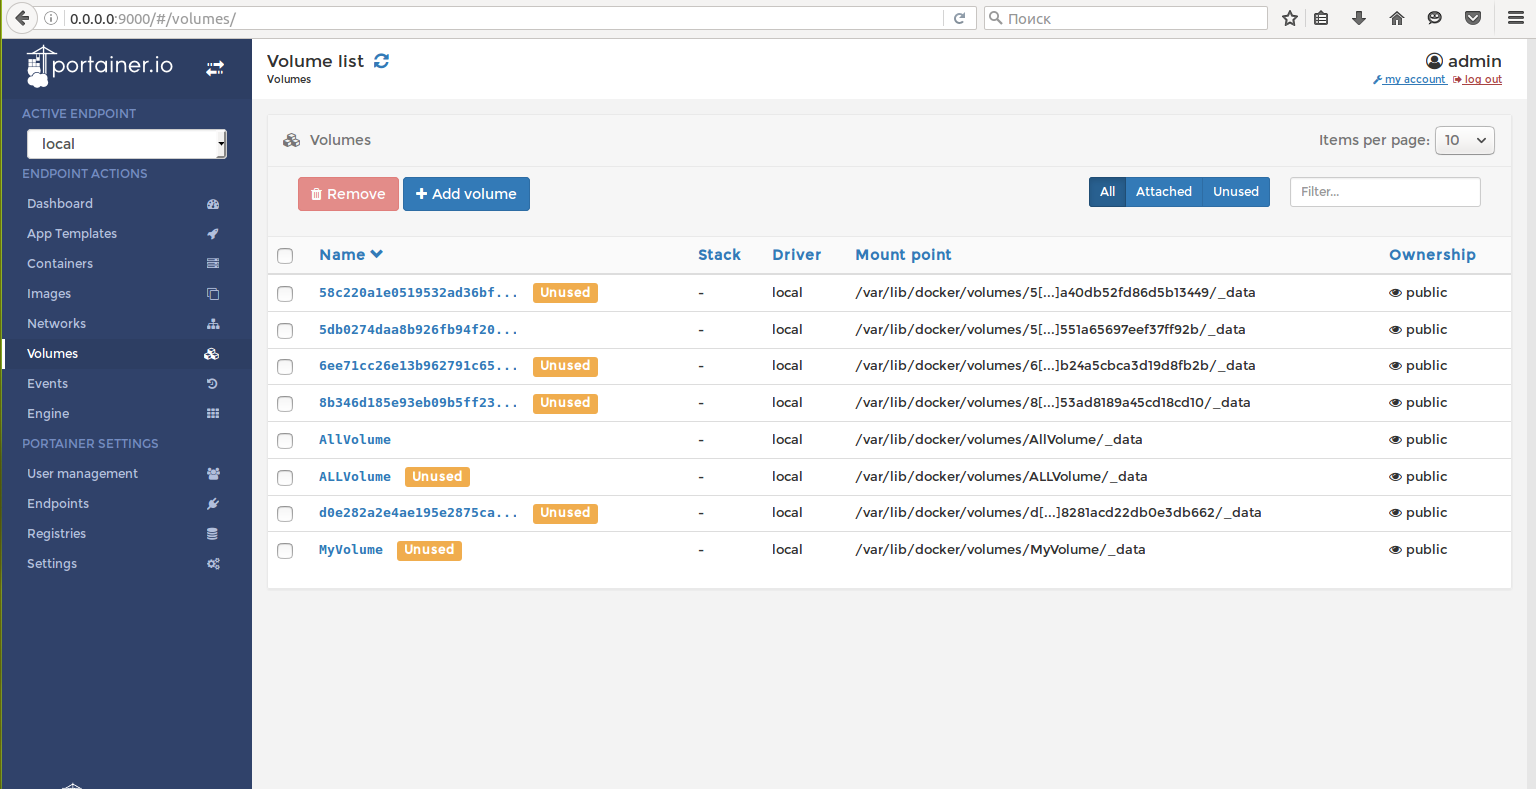 0.0.0.0:9000/#/volumes/
Поиск
portainer.io
ACTIVE ENDPOINT
local
ENDPOINT ACTIONS
Dashboard
App Templates
Containers
Images
Networks
Volumes
Events
Engine
PORTAINER SETTINGS
User management
Endpoints
Registries
Settings
Volume list
Volumes
admin
my account log out
Volumes
Items per page: 10
Remove Add volume All Attached Unused Filter...
Name Stack Driver Mount point Ownership
58c220a1e0519532ad36bf... Unused - local /var/lib/docker/volumes/5[...]a40db52fd86d5b13449/_data public
5db0274daa8b926fb94f20... - local /var/lib/docker/volumes/5[...]551a65697eef37ff92b/_data public
6ee71cc26e13b962791c65... Unused - local /var/lib/docker/volumes/6[...]b24a5cbca3d19d8fb2b/_data public
8b346d185e93eb09b5ff23... Unused - local /var/lib/docker/volumes/8[...]53ad8189a45cd18cd10/_data public
AllVolume - local /var/lib/docker/volumes/AllVolume/_data public
ALLVolume Unused - local /var/lib/docker/volumes/ALLVolume/_data public
d0e282a2e4ae195e2875ca... Unused - local /var/lib/docker/volumes/d[...]8281acd22db0e3db662/_data public
MyVolume Unused - local /var/lib/docker/volumes/MyVolume/_data public